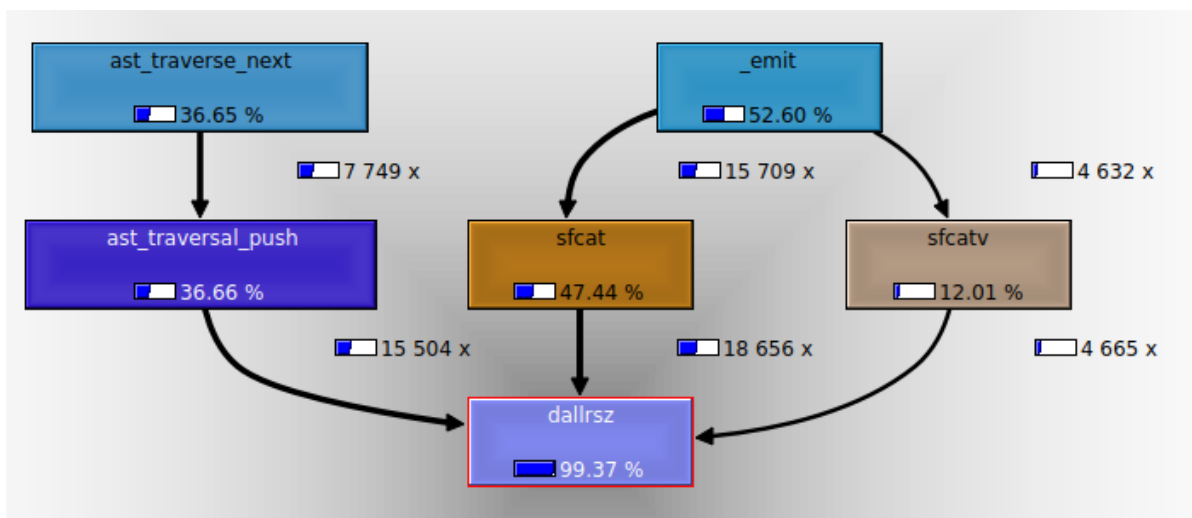 ast_traverse_next
36.65 %
_emit
52.60 %
7 749 x
15 709 x
4 632 x
ast_traversal_push
36.66 %
sfcat
47.44 %
sfcatv
12.01 %
15 504 x
18 656 x
4 665 x
dallrsz
99.37 %